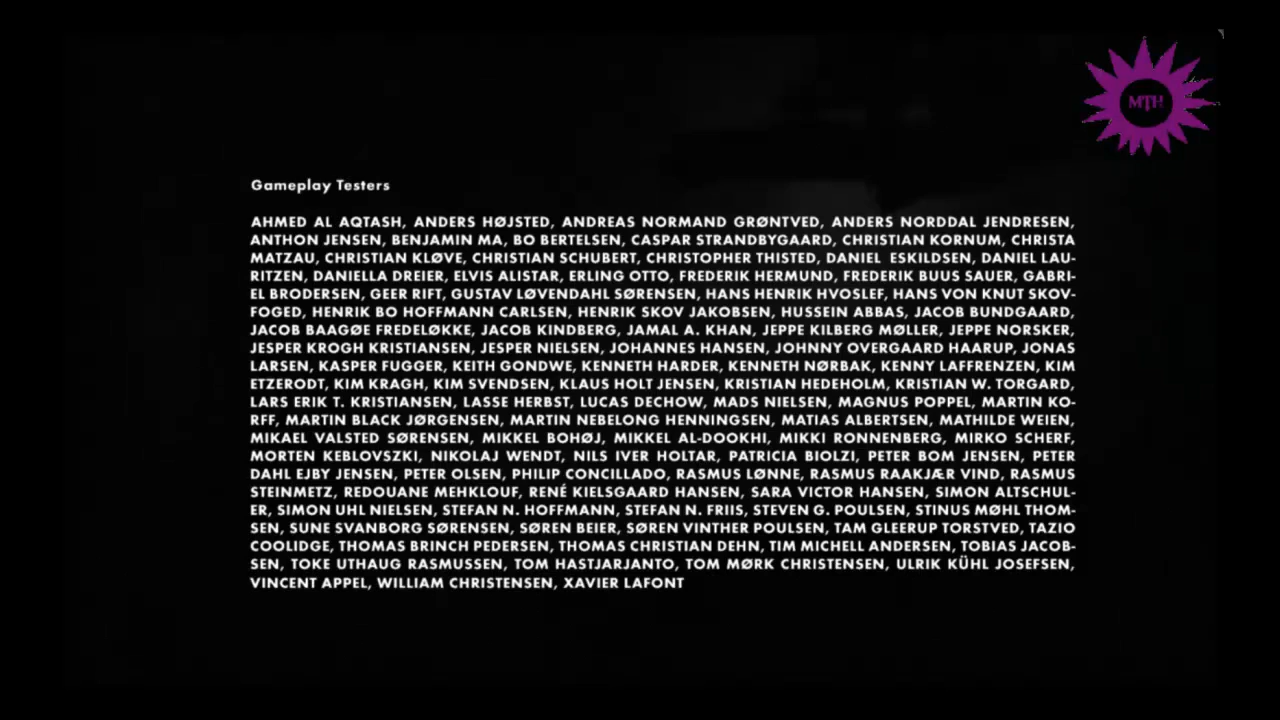 MTH
Gameplay Testers
AHMED AL AQTASH, ANDERS HØJSTED, ANDREAS NORMAND GRØNTVED, ANDERS NORDDAL JENDRESEN,
ANTHON JENSEN, BENJAMIN MA, BO BERTELSEN, CASPAR STRANDBYGAARD, CHRISTIAN KORNUM, CHRISTA
MATZAU, CHRISTIAN KLØVE, CHRISTIAN SCHUBERT, CHRISTOPHER THISTED, DANIEL ESKILDSEN, DANIEL LAU-
RITZEN, DANIELLA DREIER, ELVIS ALISTAR, ERLING OTTO, FREDERIK HERMUND, FREDERIK BUUS SAUER, GABRI-
EL BRODERSEN, GEER RIFT, GUSTAV LØVENDAHL SØRENSEN, HANS HENRIK HVOSLEF, HANS VON KNUT SKOV-
FOGED, HENRIK BO HOFFMANN CARLSEN, HENRIK SKOV JAKOBSEN, HUSSEIN ABBAS, JACOB BUNDGAARD,
JACOB BAAGØE FREDELØKKE, JACOB KINDBERG, JAMAL A. KHAN, JEPPE KILBERG MØLLER, JEPPE NORSKER,
JESPER KROGH KRISTIANSEN, JESPER NIELSEN, JOHANNES HANSEN, JOHNNY OVERGAARD HAARUP, JONAS
LARSEN, KASPER FUGGER, KEITH GONDWE, KENNETH HARDER, KENNETH NØRBAK, KENNY LAFFRENZEN, KIM
ETZERODT, KIM KRAGH, KIM SVENDSEN, KLAUS HOLT JENSEN, KRISTIAN HEDEHOLM, KRISTIAN W. TORGARD,
LARS ERIK T. KRISTIANSEN, LASSE HERBST, LUCAS DECHOW, MADS NIELSEN, MAGNUS POPPEL, MARTIN KO-
RFF, MARTIN BLACK JØRGENSEN, MARTIN NEBELONG HENNINGSEN, MATIAS ALBERTSEN, MATHILDE WEIEN,
MIKAEL VALSTED SØRENSEN, MIKKEL BOHØJ, MIKKEL AL-DOOKHI, MIKKI RONNENBERG, MIRKO SCHERF,
MORTEN KEBLOVSZKI, NIKOLAJ WENDT, NILS IVER HOLTAR, PATRICIA BIOLZI, PETER BOM JENSEN, PETER
DAHL EJBY JENSEN, PETER OLSEN, PHILIP CONCILLADO, RASMUS LØNNE, RASMUS RAAKJÆR VIND, RASMUS
STEINMETZ, REDOUANE MEHKLOUF, RENÉ KIELSGAARD HANSEN, SARA VICTOR HANSEN, SIMON ALTSCHUL-
ER, SIMON UHL NIELSEN, STEFAN N. HOFFMANN, STEFAN N. FRIIS, STEVEN G. POULSEN, STINUS MØHL THOM-
SEN, SUNE SVANBORG SØRENSEN, SØREN BEIER, SØREN VINTHER POULSEN, TAM GLEERUP TORSTVED, TAZIO
COOLIDGE, THOMAS BRINCH PEDERSEN, THOMAS CHRISTIAN DEHN, TIM MICHELL ANDERSEN, TOBIAS JACOB-
SEN, TOKE UTHAUG RASMUSSEN, TOM HASTJARJANTO, TOM MØRK CHRISTENSEN, ULRIK KÜHL JOSEFSEN,
VINCENT APPEL, WILLIAM CHRISTENSEN, XAVIER LAFONT